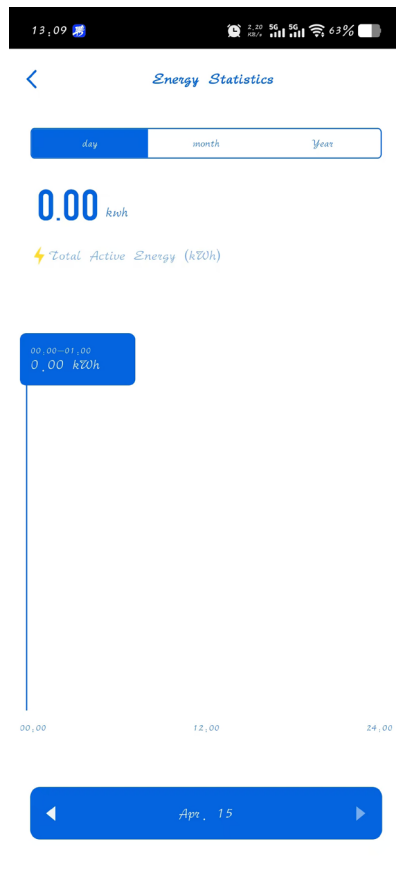 13,09 2,20 KB/s 5G 5G 63%
Energy Statistics
day month Year
0.00 kwh
Total Active Energy (kWh)
00,00—01,00
0,00 kWh
00,00 12,00 24,00
Apr, 15